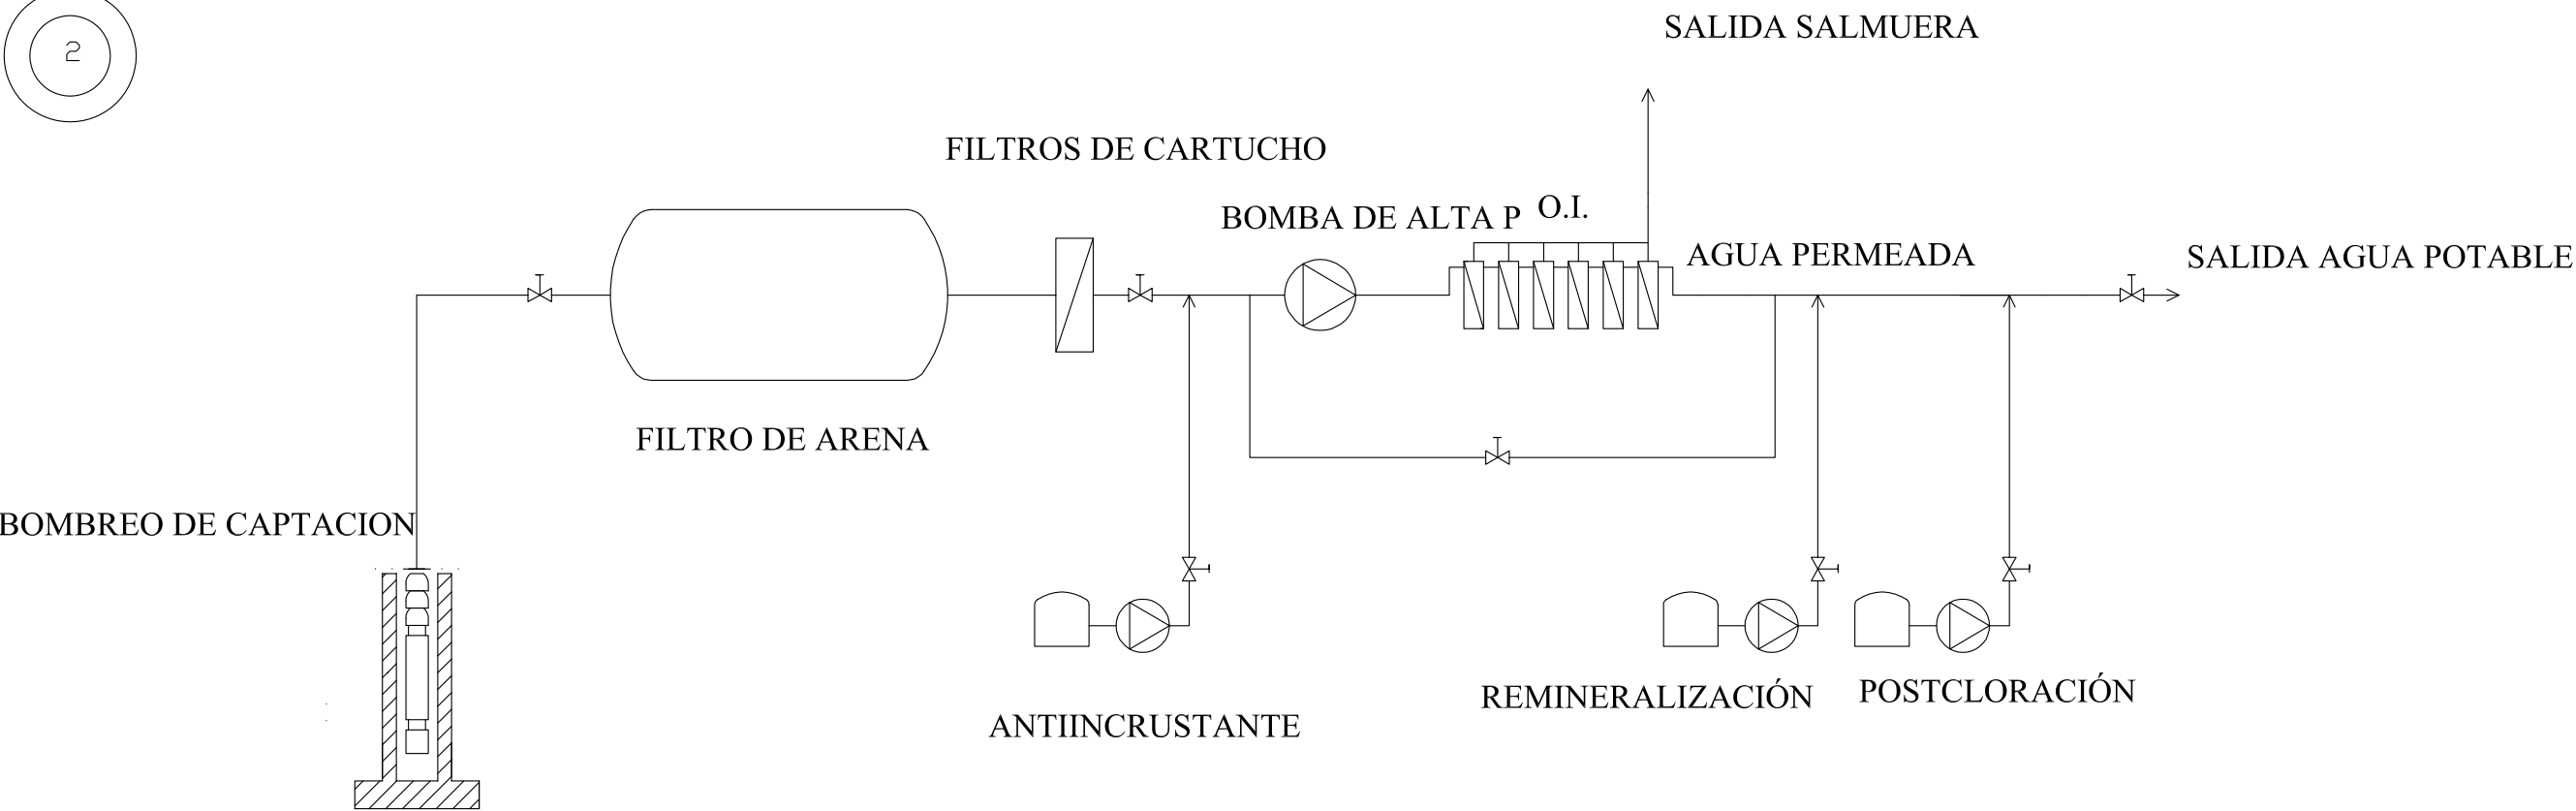 2
SALIDA SALMUERA
FILTROS DE CARTUCHO
BOMBA DE ALTA P
O.I.
AGUA PERMEADA
SALIDA AGUA POTABLE
FILTRO DE ARENA
BOMBREO DE CAPTACION
ANTIINCRUSTANTE
REMINERALIZACIÓN
POSTCLORACIÓN